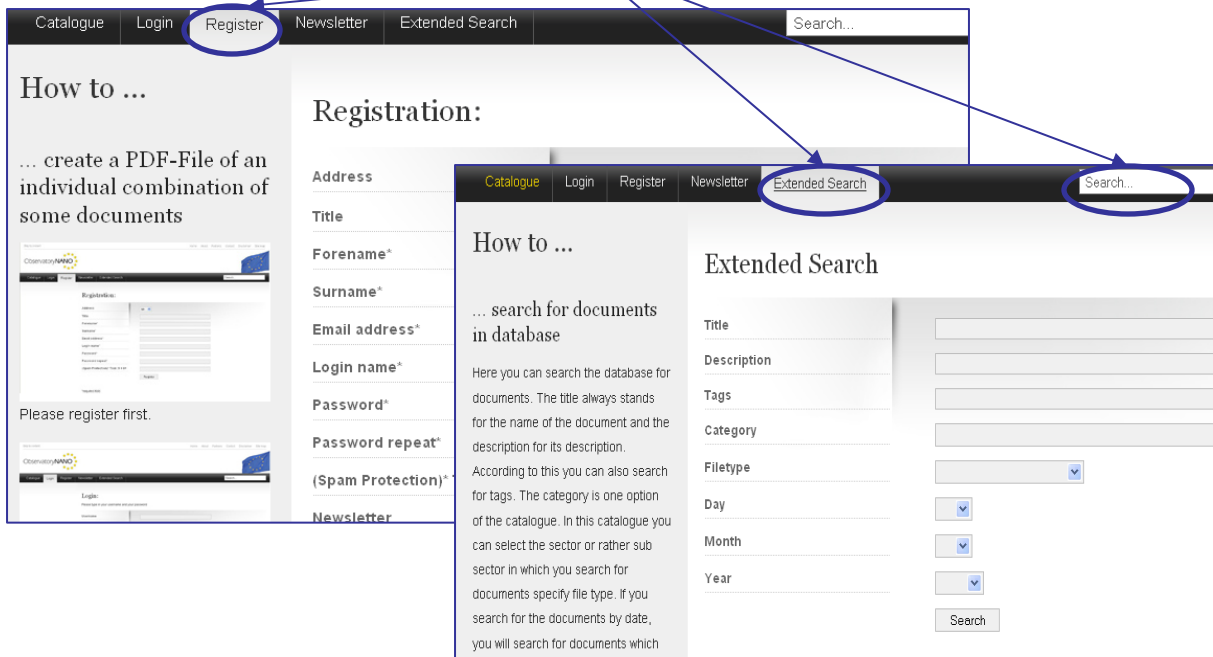 Catalogue Login Register Newsletter Extended Search Search...
How to ...
... create a PDF-File of an
individual combination of
some documents
ObservatoryNANO
Registration:
Please register first.
ObservatoryNANO
Login:
Registration:
Address
Title
Forename*
Surname*
Email address*
Login name*
Password*
Password repeat*
(Spam Protection)*
Newsletter
Catalogue Login Register Newsletter Extended Search Search...
How to ...
... search for documents
in database
Here you can search the database for
documents. The title always stands
for the name of the document and the
description for its description.
According to this you can also search
for tags. The category is one option
of the catalogue. In this catalogue you
can select the sector or rather sub
sector in which you search for
documents specify file type. If you
search for the documents by date,
you will search for documents which
Extended Search
Title
Description
Tags
Category
Filetype
Day
Month
Year
Search